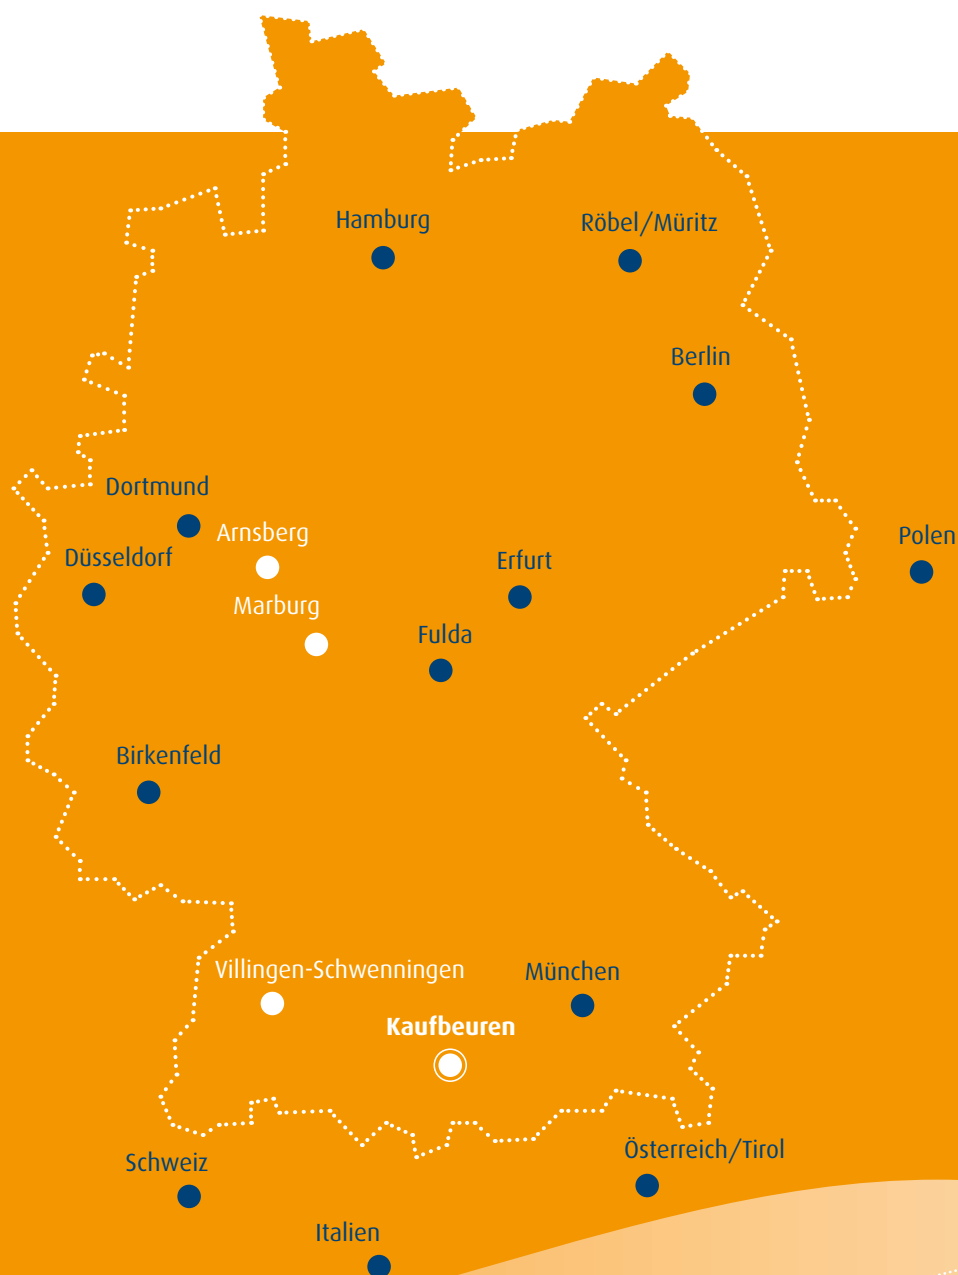 Hamburg
Röbel/Müritz
Berlin
Dortmund
Arnsberg
Polen
Düsseldorf
Erfurt
Marburg
Fulda
Birkenfeld
Villingen-Schwenningen
München
Kaufbeuren
Österreich/Tirol
Schweiz
Italien